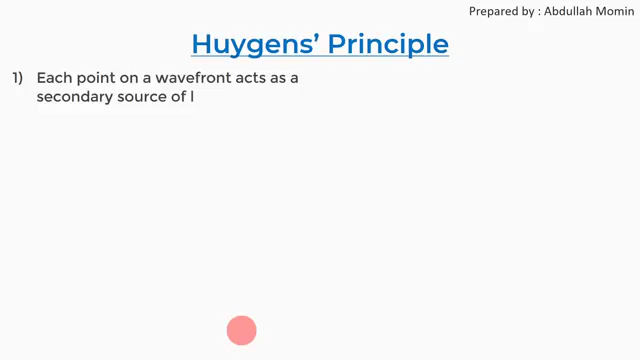 Prepared by : Abdullah Momin
Huygens’ Principle
1) Each point on a wavefront acts as a
secondary source of l